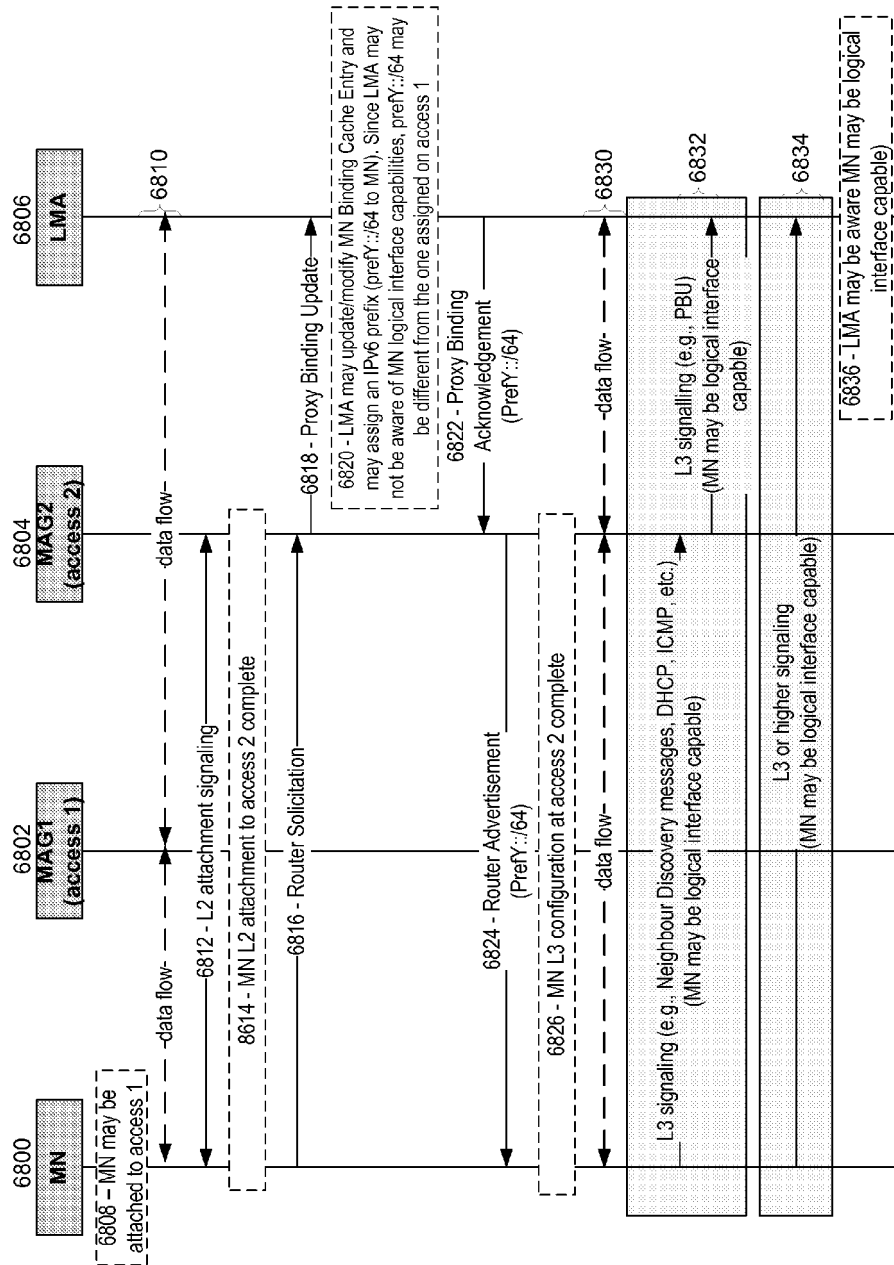 6800
MN
6802
MAG1
(access 1)
6804
MAG2
(access 2)
6806
LMA
6808 – MN may be
attached to access 1
data flow
data flow
6810
6812 - L2 attachment signaling
8614 - MN L2 attachment to access 2 complete
6816 - Router Solicitation
6818 - Proxy Binding Update
6820 - LMA may update/modify MN Binding Cache Entry and
may assign an IPv6 prefix (prefY::/64 to MN). Since LMA may
not be aware of MN logical interface capabilities, prefY::/64 may
be different from the one assigned on access 1
6822 - Proxy Binding
Acknowledgement
(PrefY::/64)
6824 - Router Advertisement
(PrefY::/64)
6826 - MN L3 configuration at access 2 complete
data flow
data flow
6830
L3 signaling (e.g., Neighbour Discovery messages, DHCP, ICMP, etc.)
(MN may be logical interface capable)
L3 signalling (e.g., PBU)
(MN may be logical interface
capable)
6832
L3 or higher signaling
(MN may be logical interface capable)
6834
6836 - LMA may be aware MN may be logical
interface capable)